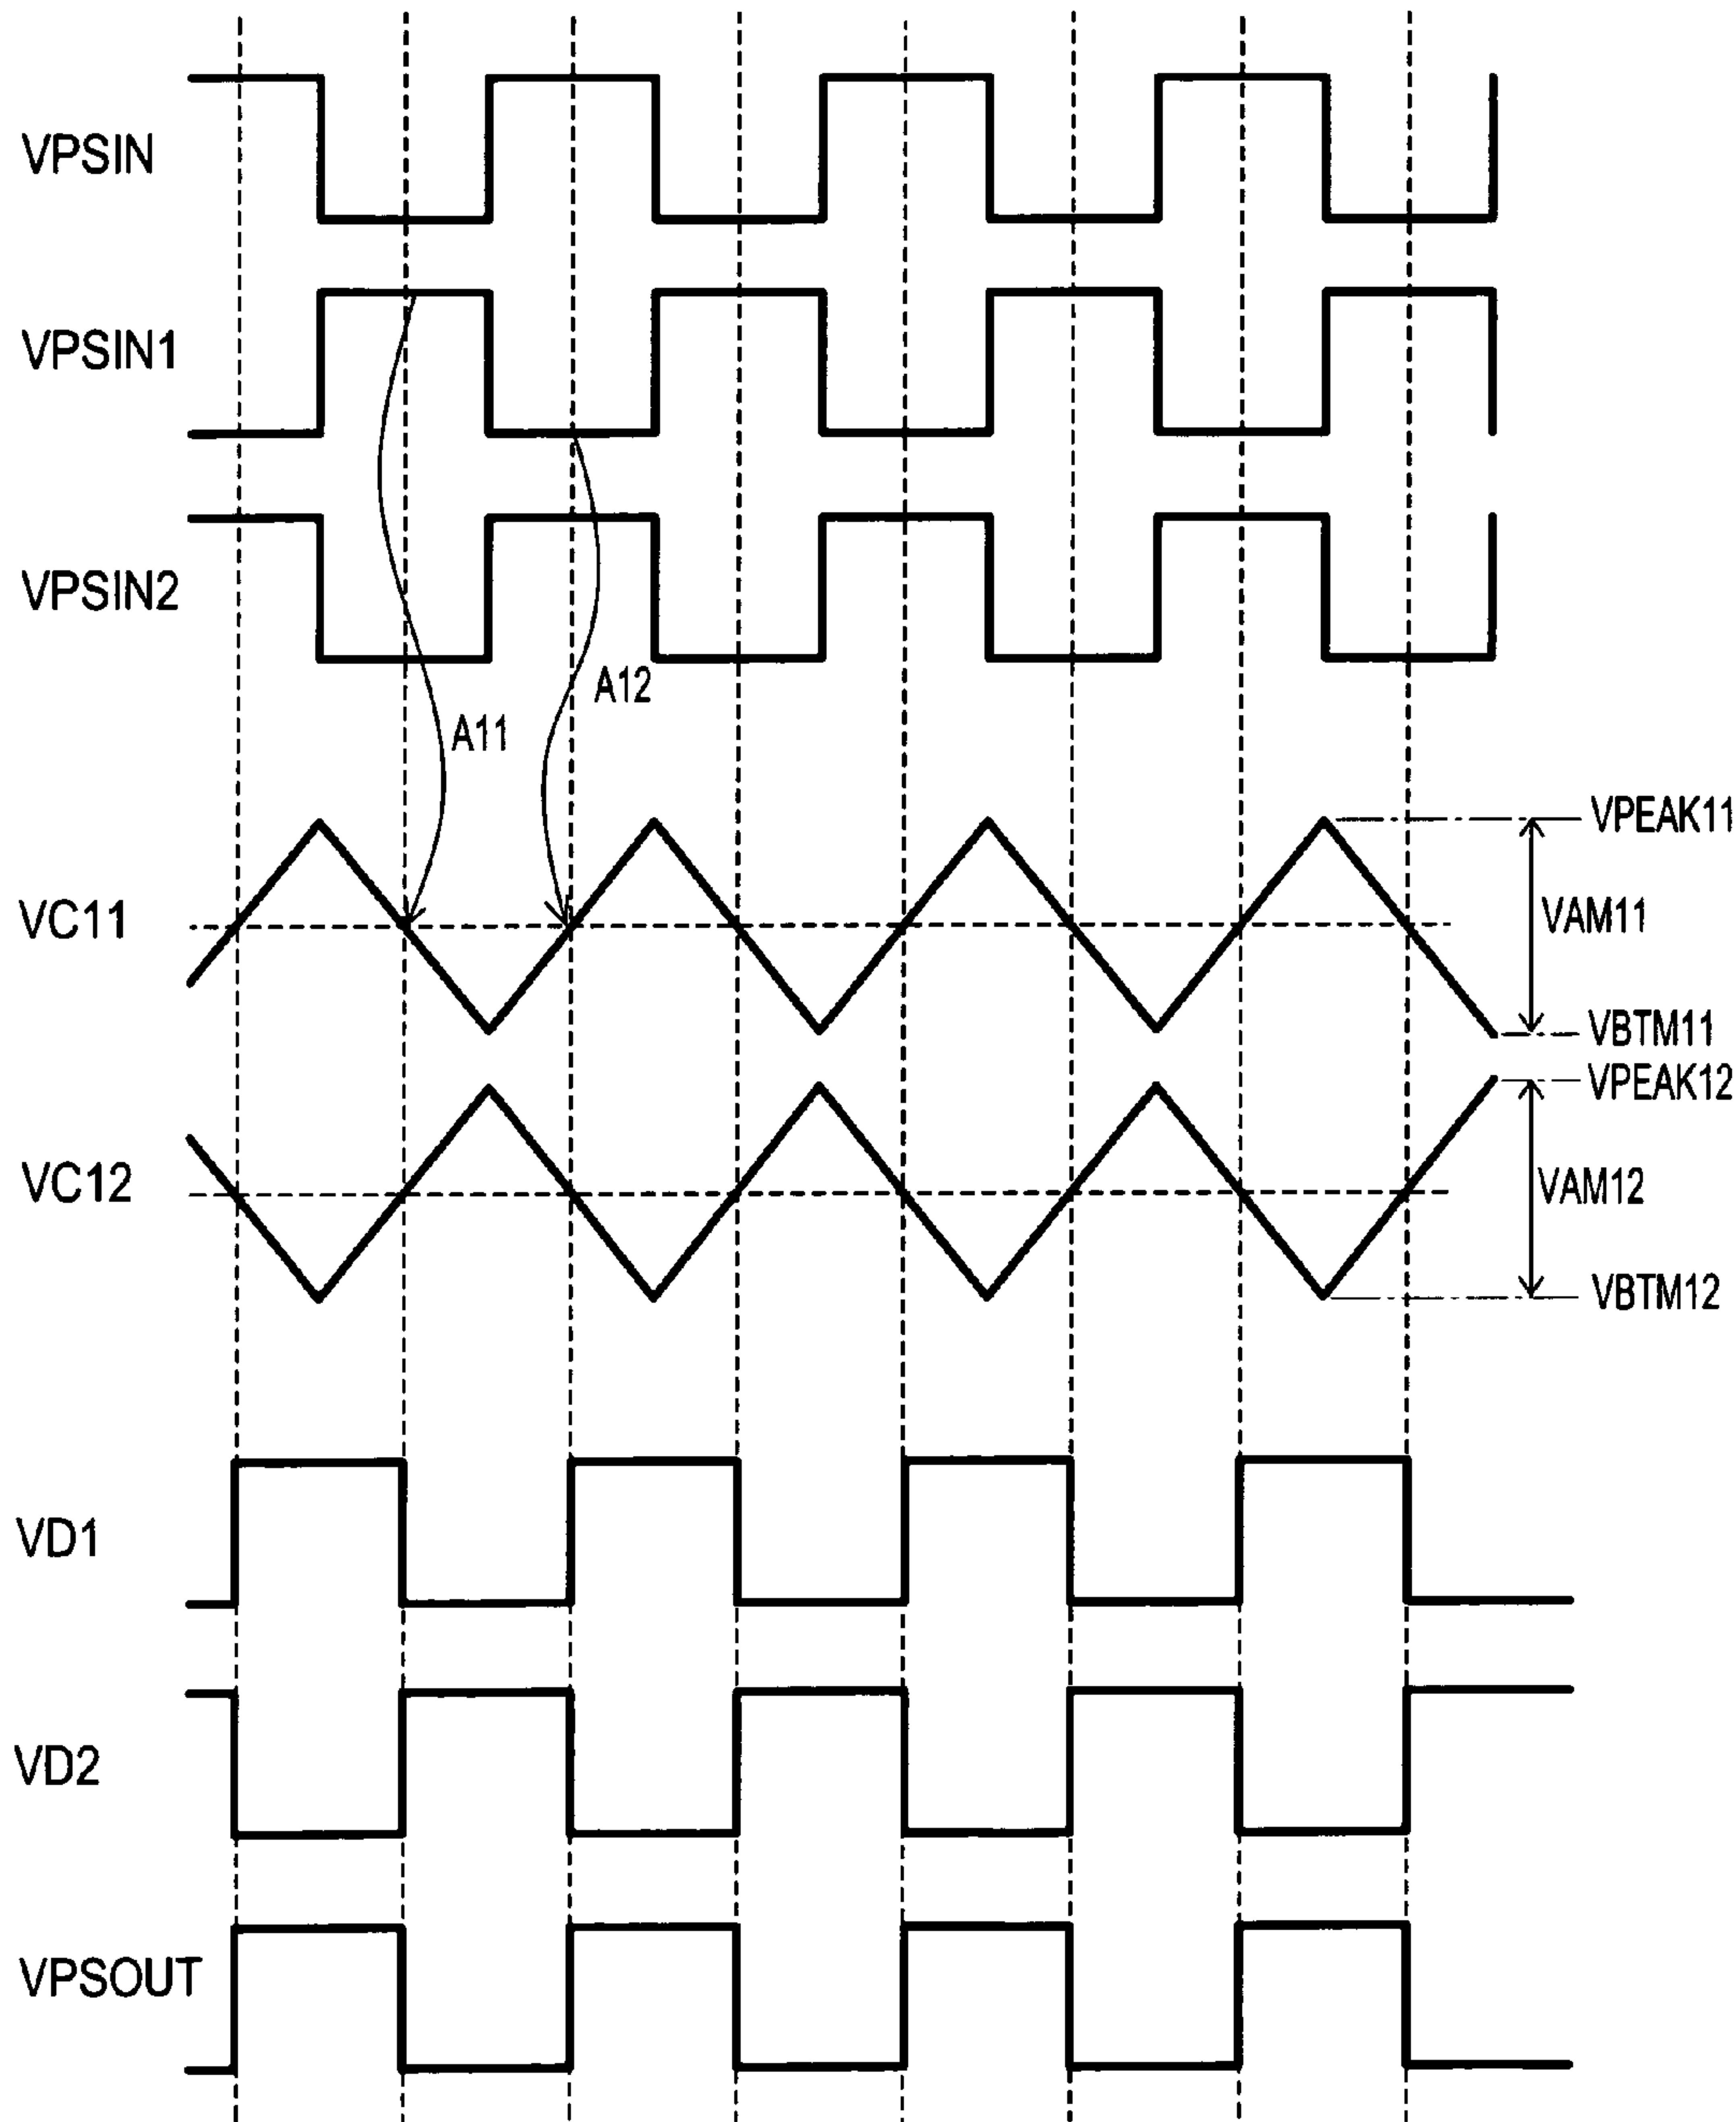 VPSIN
VPSIN1
VPSIN2
A12
A11
VPEAK11
VC11
VAM11
VBTM11
VPEAK12
VC12
VAM12
VBTM12
VD1
VD2
VPSOUT